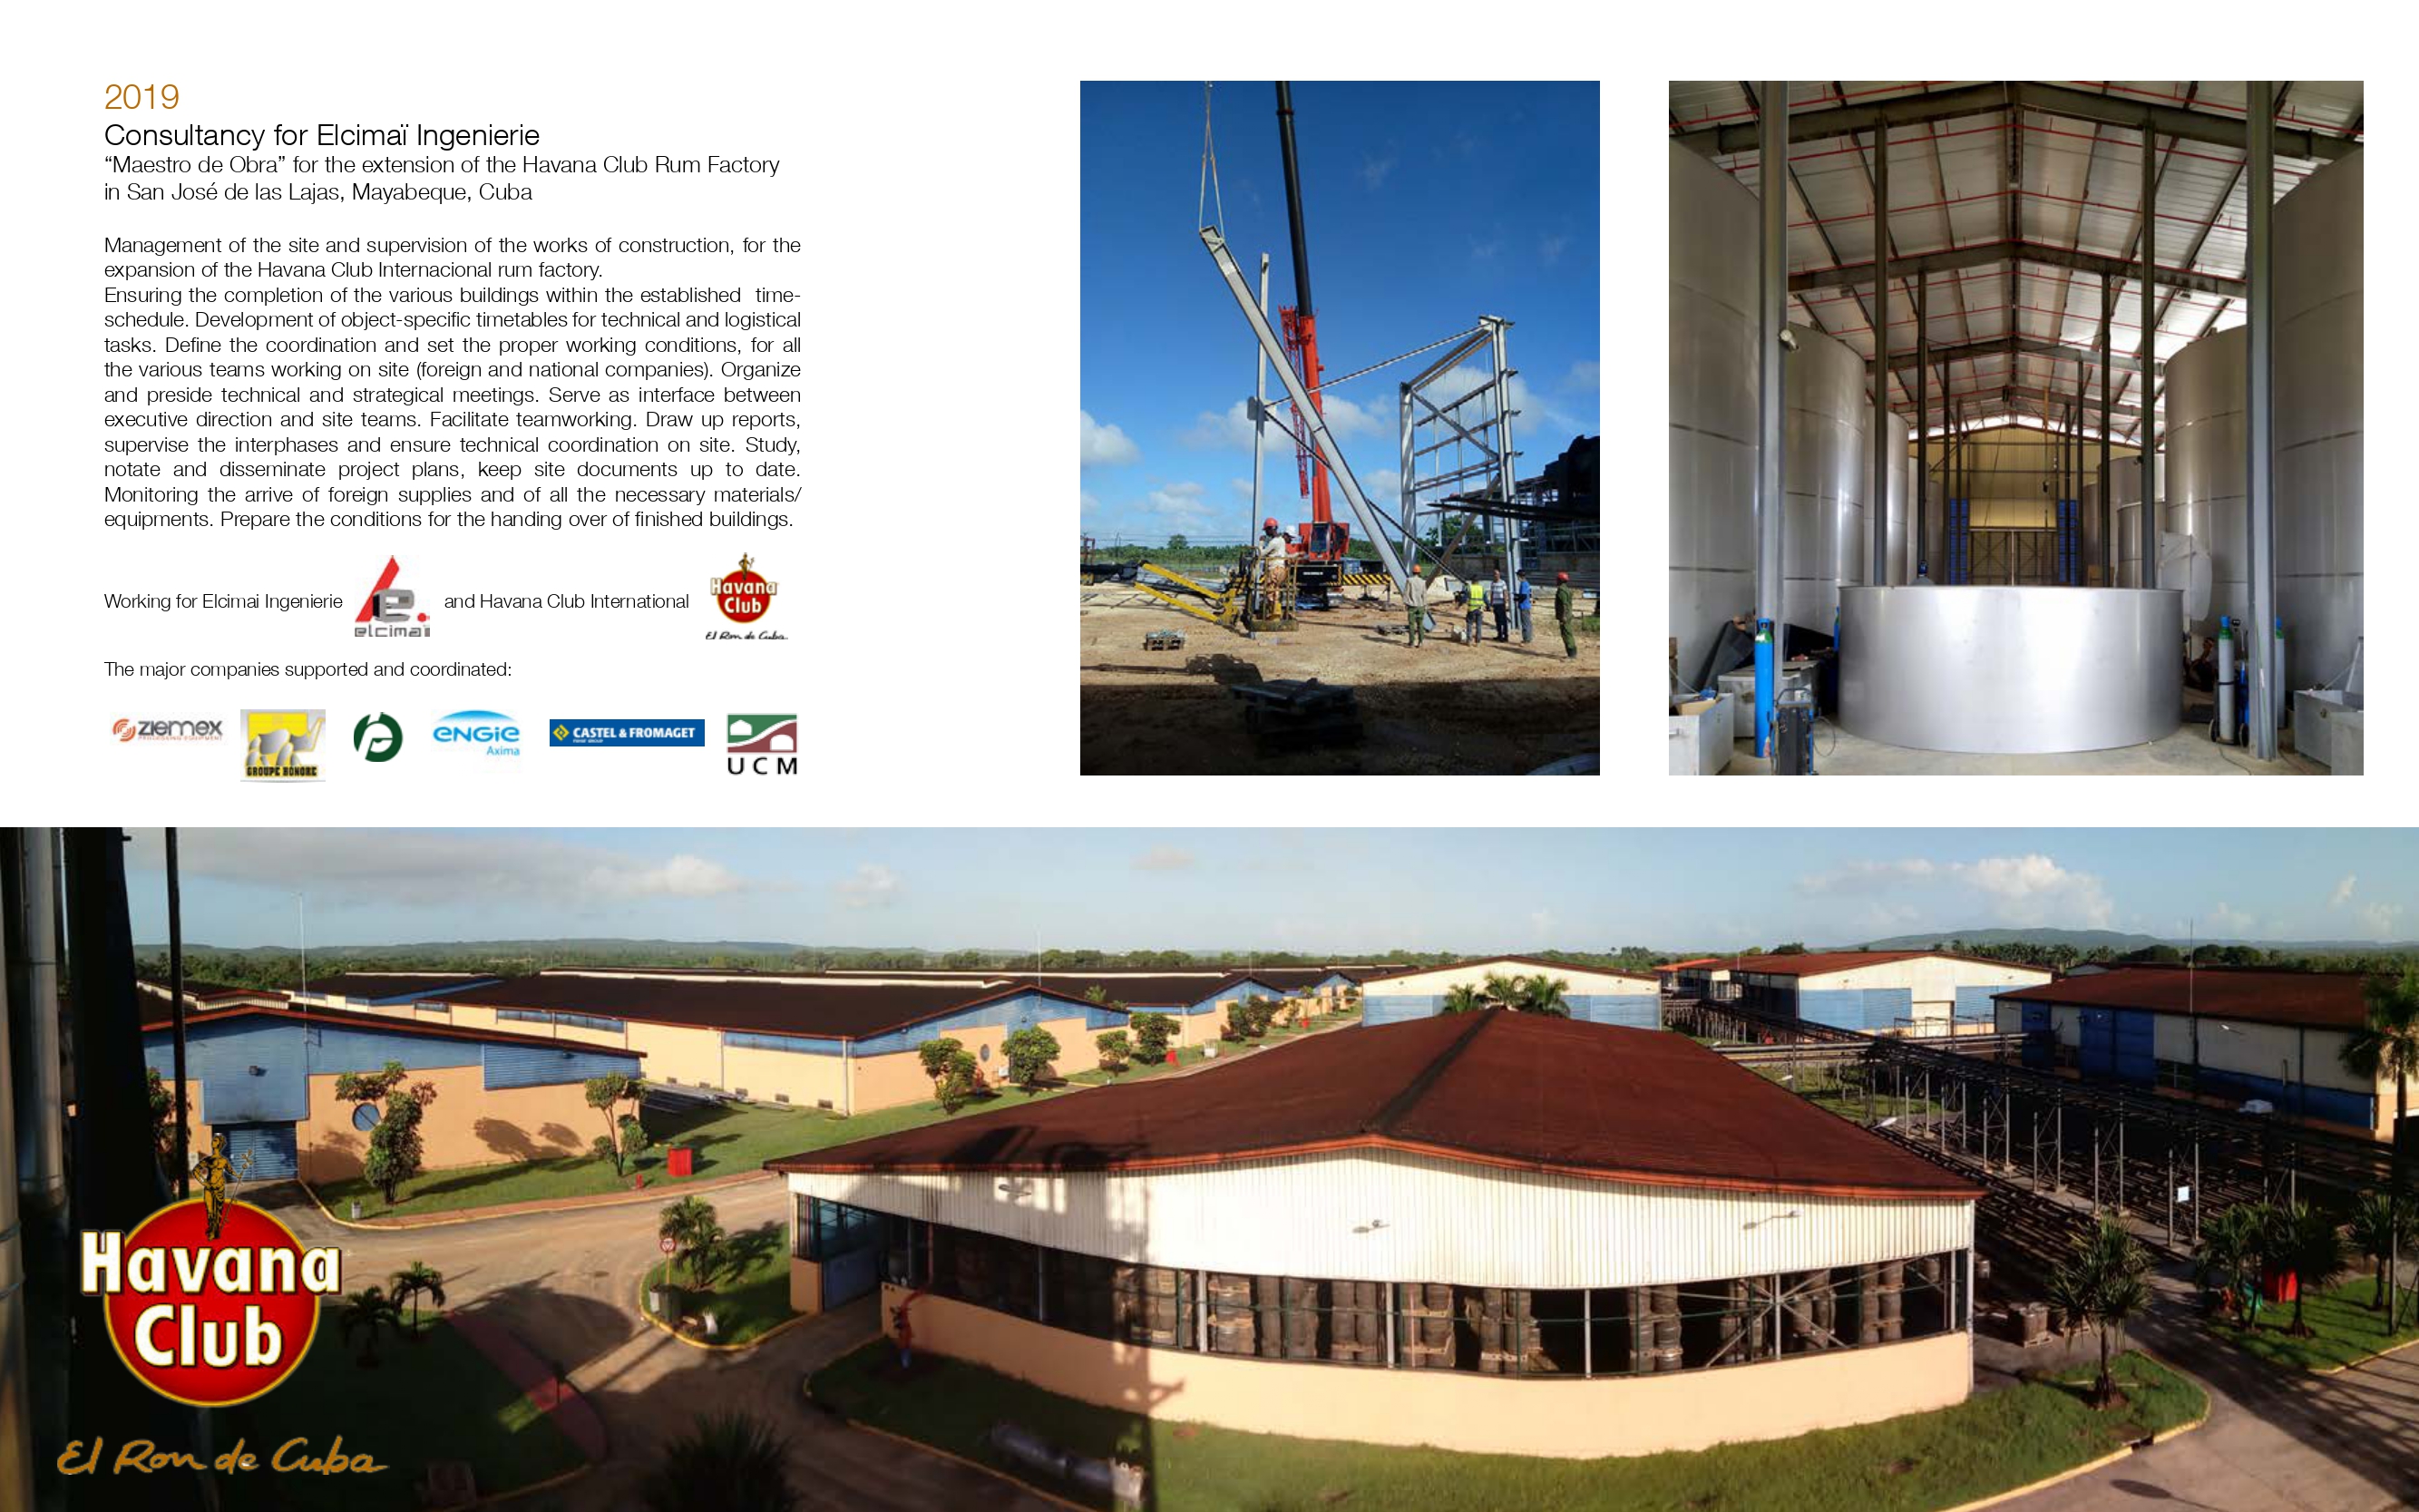 2019
Consultancy for Elcimaï Ingenierie
“Maestro de Obra” for the extension of the Havana Club Rum Factory
in San José de las Lajas, Mayabeque, Cuba
Management of the site and supervision of the works of construction, for the
expansion of the Havana Club Internacional rum factory.
Ensuring the completion of the various buildings within the established time-
schedule. Development of object-specific timetables for technical and logistical
tasks. Define the coordination and set the proper working conditions, for all
the various teams working on site (foreign and national companies). Organize
and preside technical and strategical meetings. Serve as interface between
executive direction and site teams. Facilitate teamworking. Draw up reports,
supervise the interphases and ensure technical coordination on site. Study,
notate and disseminate project plans, keep site documents up to date.
Monitoring the arrive of foreign supplies and of all the necessary materials/
equipments. Prepare the conditions for the handing over of finished buildings.
Working for Elcimai Ingenierie
elcimaï
and Havana Club International
Havana
Club
El Ron de Cuba
The major companies supported and coordinated:
ziemex
GROUPE HONORE
ENGIE
Axima
CASTEL & FROMAGET
UCM
Havana
Club
El Ron de Cuba